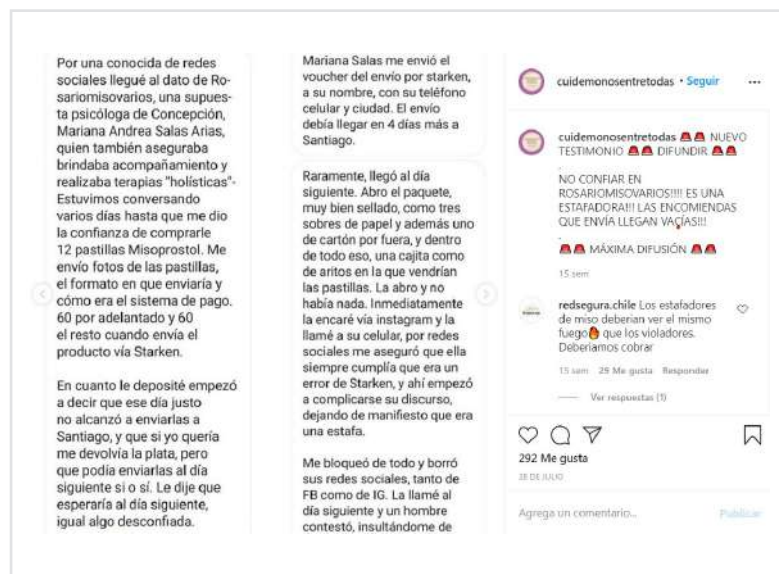 Por una conocida de redes
sociales llegué al dato de Ro-
sariomisovarios, una supues-
ta psicóloga de Concepción,
Mariana Andrea Salas Arias,
quien también aseguraba
brindaba acompañamiento y
realizaba terapias "holísticas"-
Estuvimos conversando
varios días hasta que me dio
la confianza de comprarle
12 pastillas Misoprostol. Me
envío fotos de las pastillas,
el formato en que enviaría y
cómo era el sistema de pago.
60 por adelantado y 60
el resto cuando envía el
producto vía Starken.
En cuanto le deposité empezó
a decir que ese día justo
no alcanzó a enviarlas a
Santiago, y que si yo quería
me devolvía la plata, pero
que podía enviarlas al día
siguiente si o sí. Le dije que
esperaría al día siguiente,
igual algo desconfiada.
Mariana Salas me envió el
voucher del envío por starken,
a su nombre, con su teléfono
celular y ciudad. El envío
debía llegar en 4 días más a
Santiago.
Raramente, llegó al día
siguiente. Abro el paquete,
muy bien sellado, como tres
sobres de papel y además uno
de cartón por fuera, y dentro
de todo eso, una cajita como
de aritos en la que vendrían
las pastillas. La abro y no
había nada. Inmediatamente
la encaré vía instagram y la
llamé a su celular, por redes
sociales me aseguró que ella
siempre cumplía que era un
error de Starken, y ahí empezó
a complicarse su discurso,
dejando de manifiesto que era
una estafa.
Me bloqueó de todo y borró
sus redes sociales, tanto de
FB como de IG. La llamé al
día siguiente y un hombre
contestó, insultándome de
cuidemonosentretodas • Seguir
cuidemonosentretodas 🚨🚨 NUEVO
TESTIMONIO 🚨🚨 DIFUNDIR 🚨🚨
.
NO CONFIAR EN
ROSARIOMISOVARIOS!!!! ES UNA
ESTAFADORA!!! LAS ENCOMIENDAS
QUE ENVÍA LLEGAN VACÍAS!!!
.
🚨🚨 MÁXIMA DIFUSIÓN 🚨🚨
15 sem
redsegura.chile Los estafadores
de miso deberian ver el mismo
fuego🔥 que los violadores.
Deberiamos cobrar
15 sem 29 Me gusta Responder
Ver respuestas (1)
292 Me gusta
28 DE JULIO
Agrega un comentario... Publicar